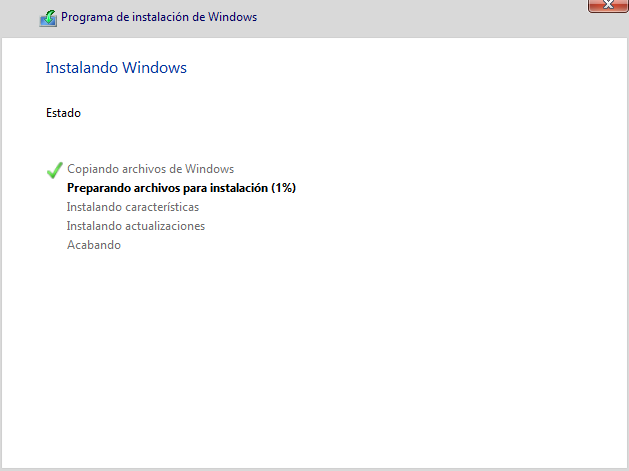 Programa de instalación de Windows
Instalando Windows
Estado
Copiando archivos de Windows
Preparando archivos para instalación (1%)
Instalando características
Instalando actualizaciones
Acabando